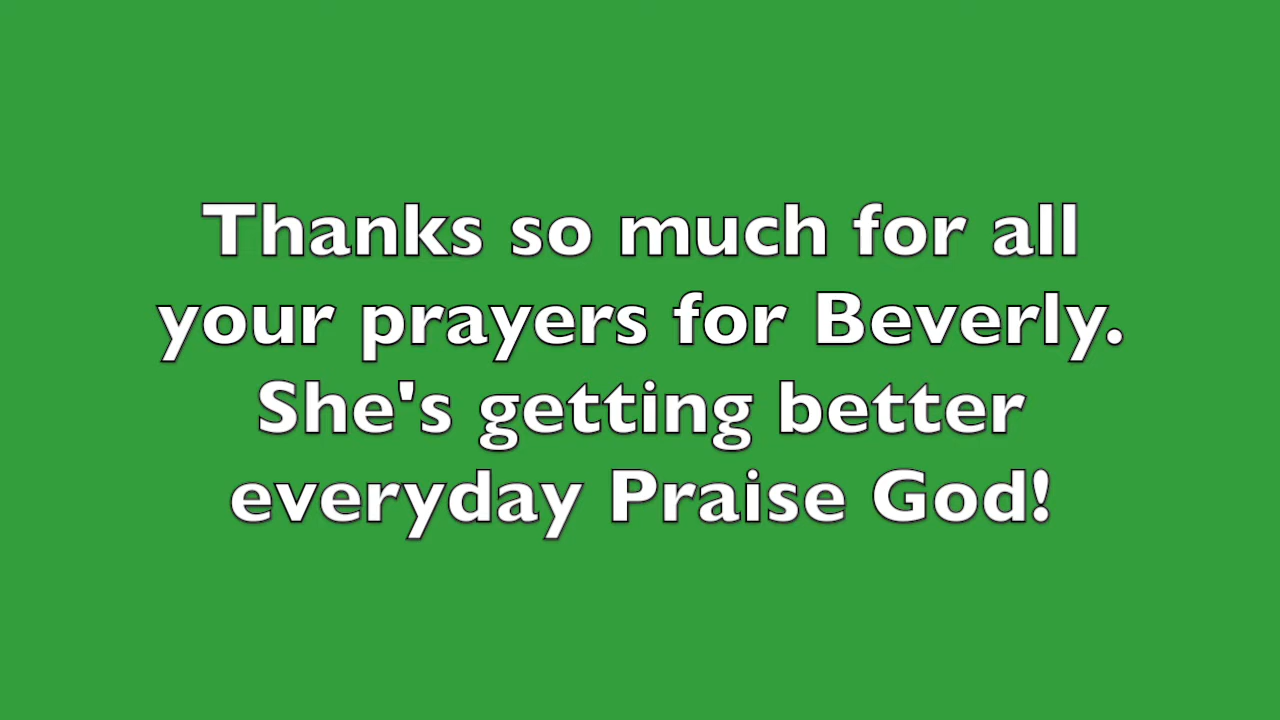 Thanks so much for all
your prayers for Beverly.
She's getting better
everyday Praise God!